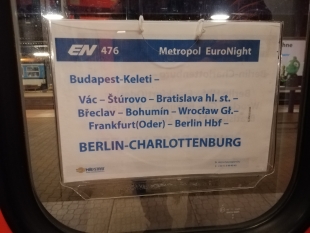 EN 476
Metropol EuroNight
Budapest-Keleti –
Vác – Štúrovo – Bratislava hl. st. –
Břeclav – Bohumín – Wrocław Gł.–
Frankfurt(Oder) – Berlin Hbf –
BERLIN-CHARLOTTENBURG